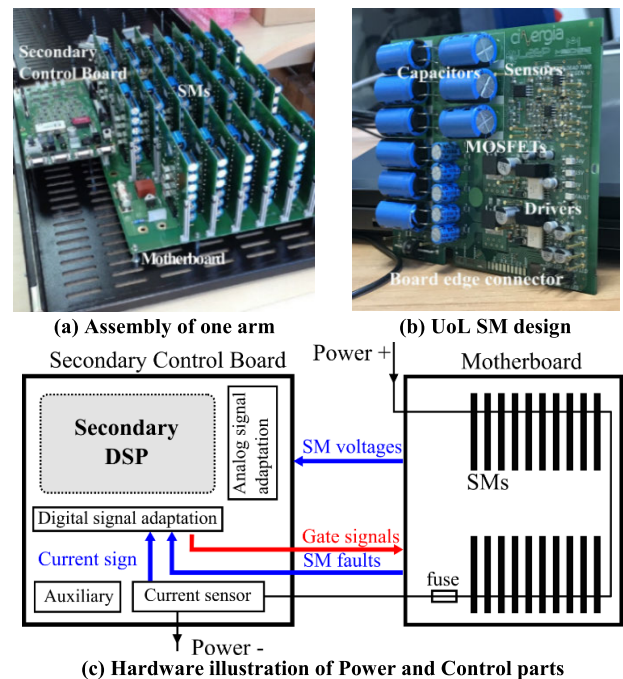 Secondary
Control Board
SMs
Motherboard
(a) Assembly of one arm
Capacitors
Sensors
MOSFETs
Drivers
Board edge connector
(b) UoL SM design
Secondary Control Board
Power +
Motherboard
Secondary
DSP
Analog signal
adaptation
SM voltages
SMs
Digital signal adaptation
Gate signals
Current sign
SM faults
fuse
Auxiliary
Current sensor
Power -
(c) Hardware illustration of Power and Control parts